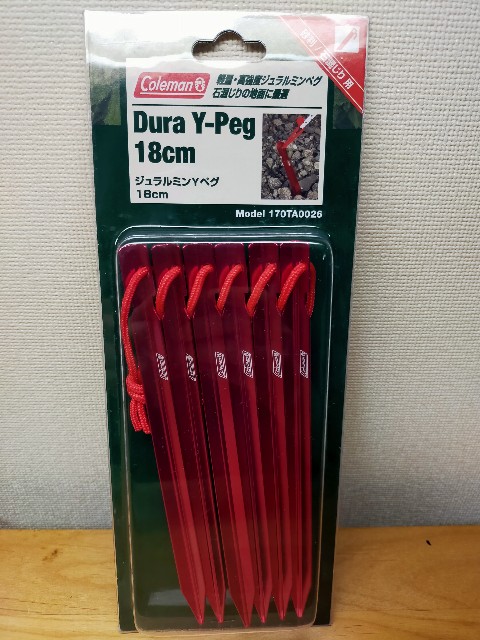 Coleman
軽量・高強度ジュラルミンペグ
石混じりの地面に最適
Dura Y-Peg
18cm
ジュラルミンYペグ
18cm
Model 170TA0026
用